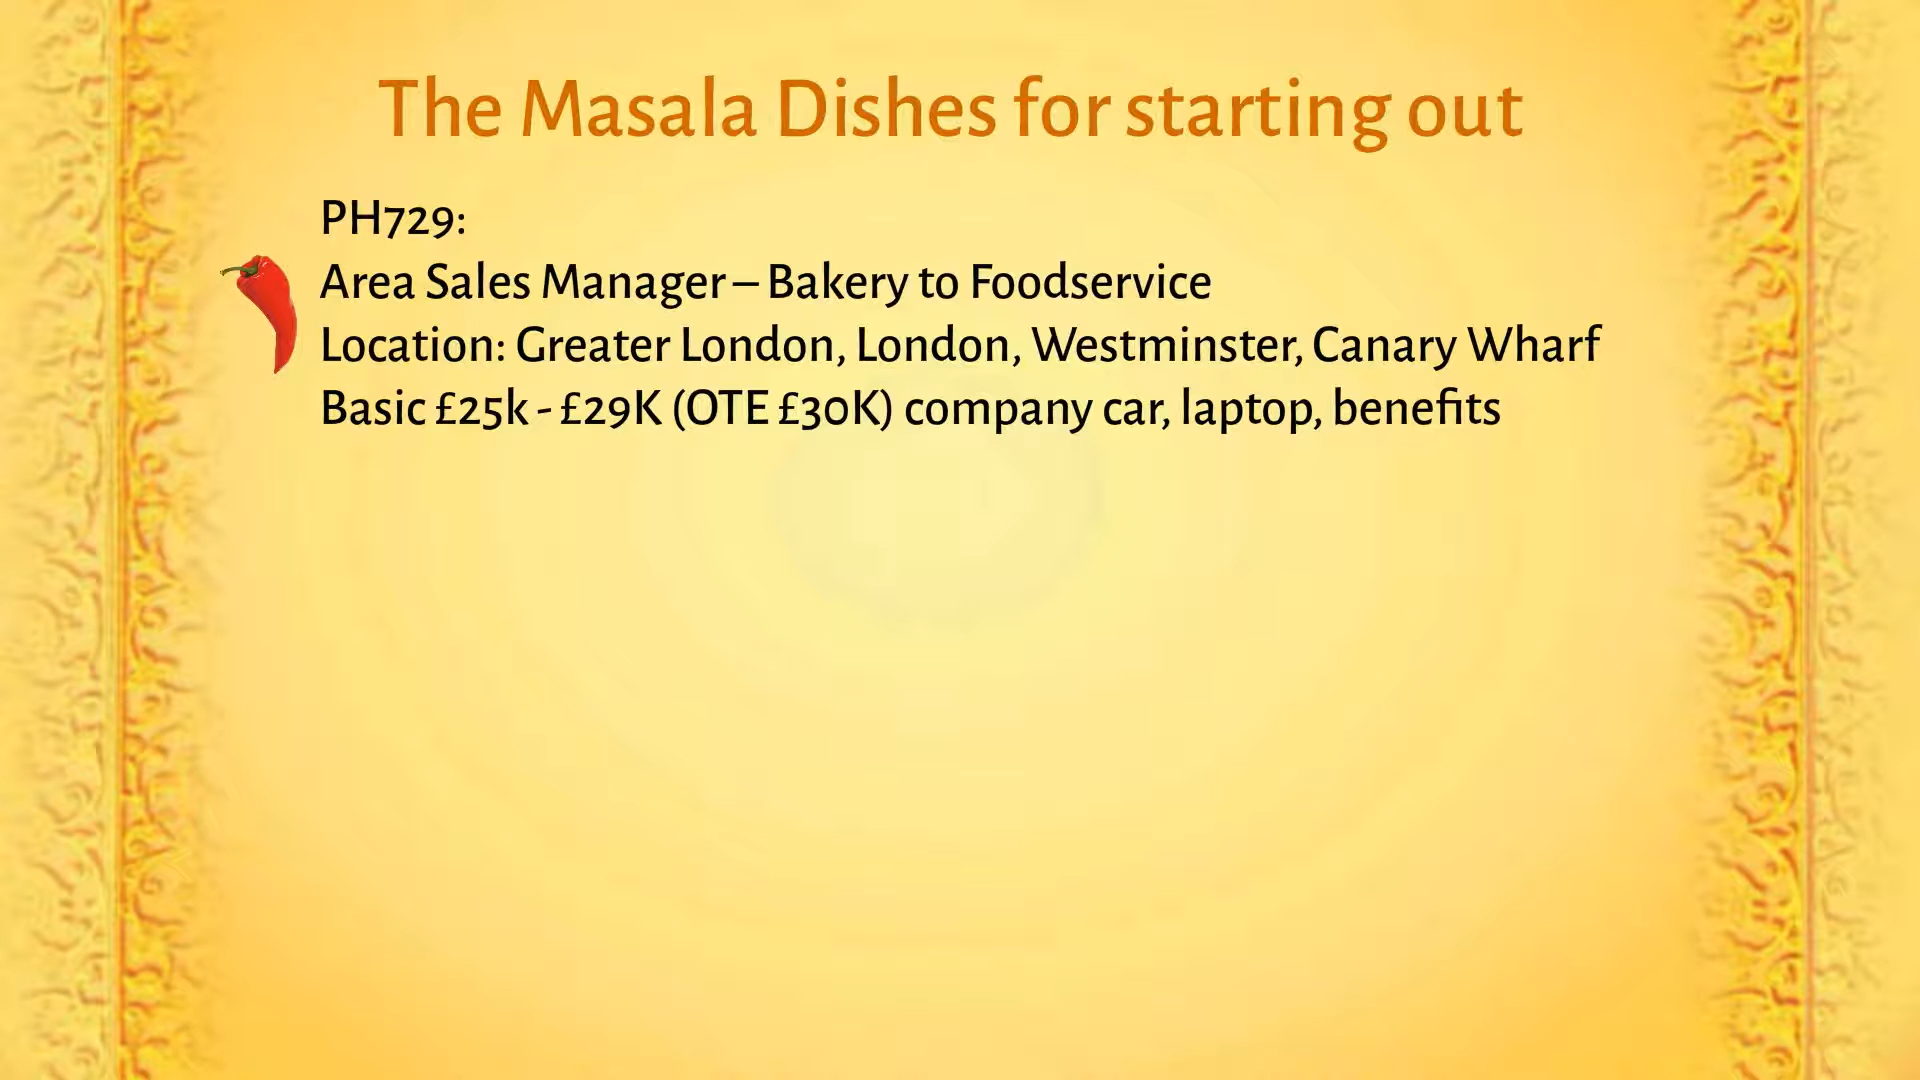 The Masala Dishes for starting out
PH729:
Area Sales Manager – Bakery to Foodservice
Location: Greater London, London, Westminster, Canary Wharf
Basic £25k - £29K (OTE £30K) company car, laptop, benefits